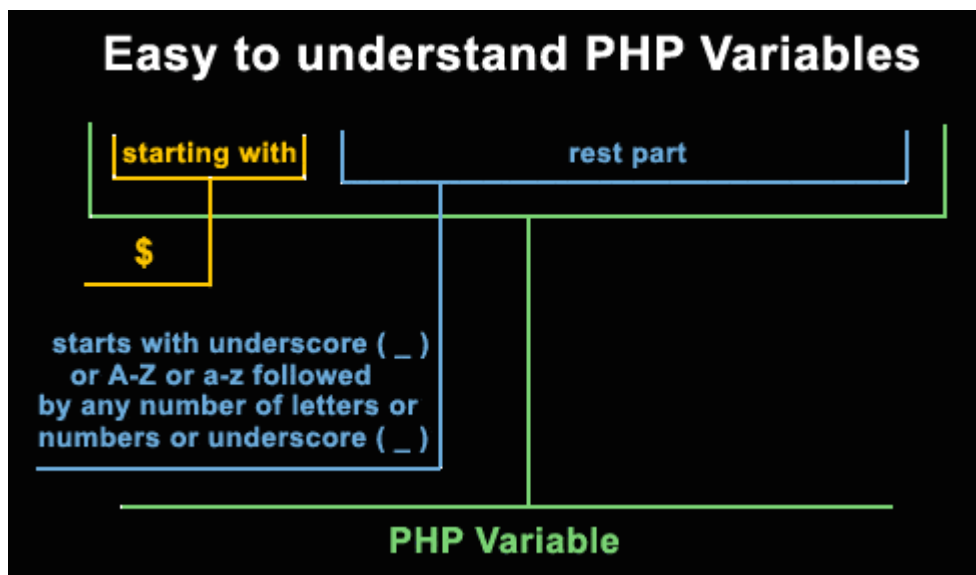 Easy to understand PHP Variables
starting with
rest part
$
starts with underscore ( _ )
or A-Z or a-z followed
by any number of letters or
numbers or underscore ( _ )
PHP Variable